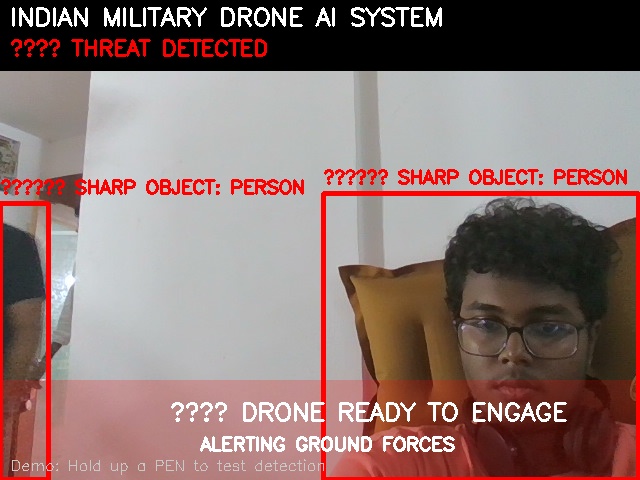 INDIAN MILITARY DRONE AI SYSTEM
???? THREAT DETECTED
?????? SHARP OBJECT: PERSON
?????? SHARP OBJECT: PERSON
???? DRONE READY TO ENGAGE
ALERTING GROUND FORCES
Demo: Hold up a PEN to test detection